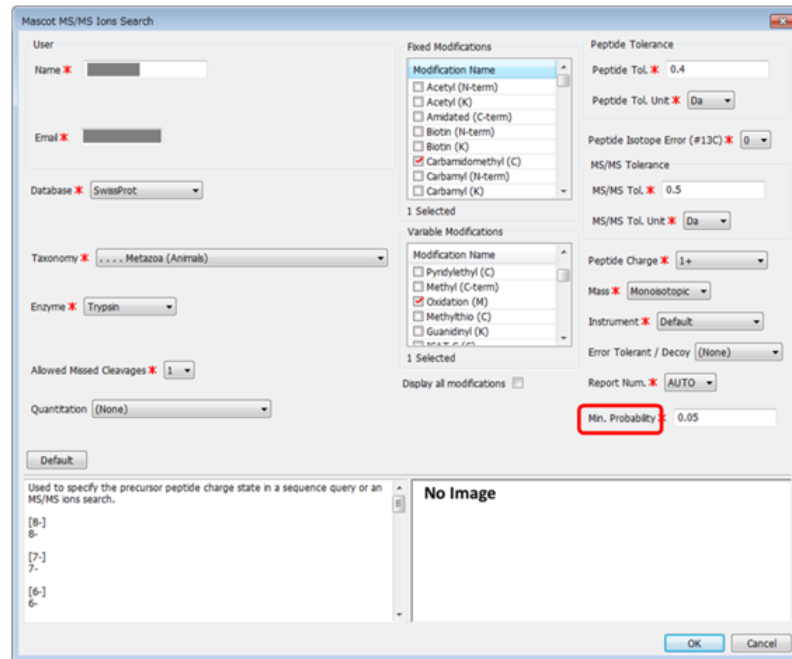 Mascot MS/MS Ions Search
User
Name *
Email *
Database * SwissProt
Taxonomy * . . . . Metazoa (Animals)
Enzyme * Trypsin
Allowed Missed Cleavages * 1
Quantitation (None)
Default
Fixed Modifications
Modification Name
Acetyl (N-term)
Acetyl (K)
Amidated (C-term)
Biotin (N-term)
Biotin (K)
Carbamidomethyl (C)
Carbamyl (N-term)
Carbamyl (K)
1 Selected
Variable Modifications
Modification Name
Pyridylethyl (C)
Methyl (C-term)
Oxidation (M)
Methylthio (C)
Guanidinyl (K)
1 Selected
Display all modifications
Peptide Tolerance
Peptide Tol. * 0.4
Peptide Tol. Unit * Da
Peptide Isotope Error (#13C) * 0
MS/MS Tolerance
MS/MS Tol. * 0.5
MS/MS Tol. Unit * Da
Peptide Charge * 1+
Mass * Monoisotopic
Instrument * Default
Error Tolerant / Decoy (None)
Report Num. * AUTO
Min. Probability * 0.05
Used to specify the precursor peptide charge state in a sequence query or an
MS/MS ions search.
[8-]
8-
[7-]
7-
[6-]
6-
No Image
OK Cancel